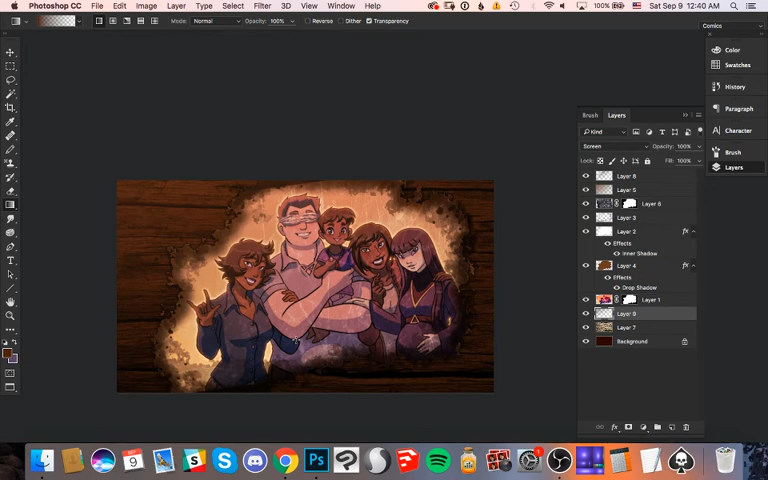 Photoshop CC File Edit Image Layer Type Select Filter 3D View Window Help 100% Sat Sep 9 12:40 AM
Mode: Normal Opacity: 100% Reverse Dither Transparency Comics
Color
Swatches
History
Paragraph
Character
Brush
Layers
Brush Layers
Kind
Screen Opacity: 100%
Lock: Fill: 100%
Layer 8
Layer 5
Layer 6
Layer 3
Layer 2 fx
Effects
Inner Shadow
Layer 4 fx
Effects
Drop Shadow
Layer 1
Layer 9
Layer 7
Background
fx